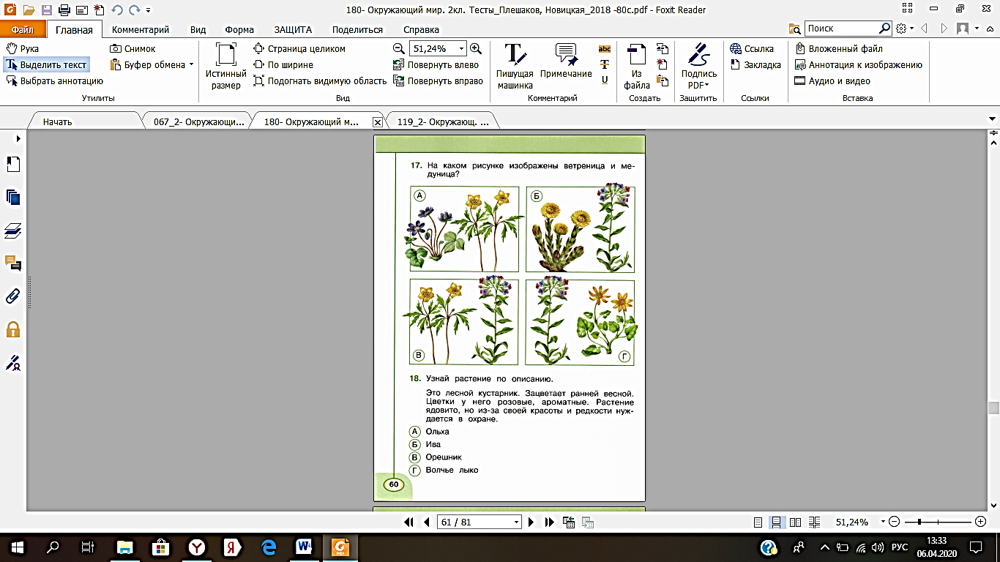 180- Окружающий мир. 2кл. Тесты_Плешаков, Новицкая_2018 -80с.pdf - Foxit Reader
Файл Главная Комментарий Вид Форма ЗАЩИТА Поделиться Справка Поиск
Рука Снимок Страница целиком 51,24% Ссылка Вложенный файл
Выделить текст Буфер обмена По ширине Повернуть влево Закладка Аннотация к изображению
Выбрать аннотацию Подогнать видимую область Повернуть вправо Аудио и видео
Истинный размер
Пишущая машинка
Примечание
abc
T
U
Из файла
Подпись PDF
Утилиты Вид Комментарий Создать Защитить Ссылки Вставка
Начать 067_2- Окружающи... 180- Окружающий м... 119_2- Окружающ. ...
17. На каком рисунке изображены ветреница и ме-
дуница?
А Б
В Г
18. Узнай растение по описанию.
Это лесной кустарник. Зацветает ранней весной.
Цветки у него розовые, ароматные. Растение
ядовито, но из-за своей красоты и редкости нуж-
дается в охране.
А Ольха
Б Ива
В Орешник
Г Волчье лыко
60
61 / 81 51,24%
РУС 13:33
06.04.2020